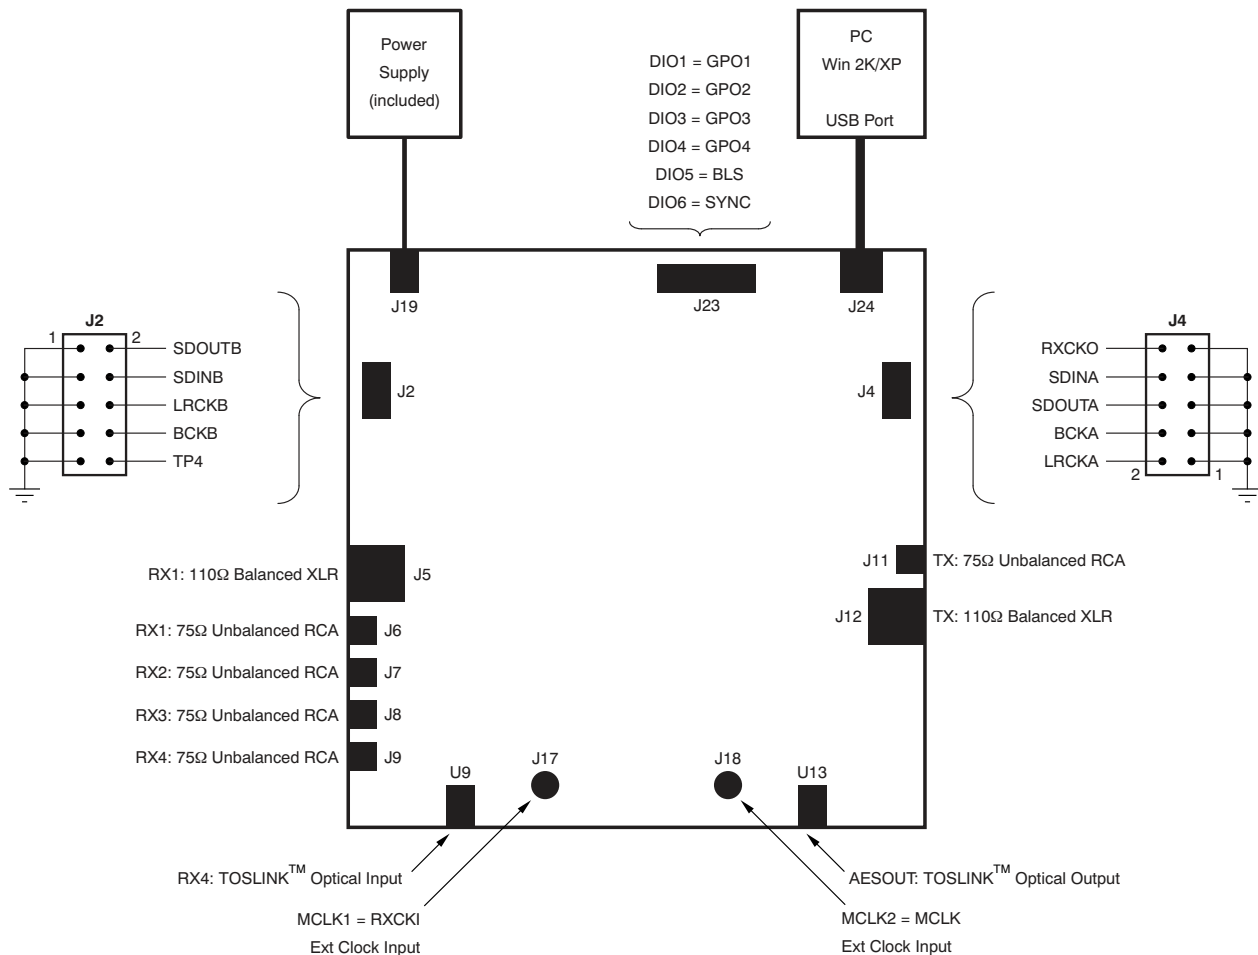 Power
Supply
(included)
DIO1 = GPO1
DIO2 = GPO2
DIO3 = GPO3
DIO4 = GPO4
DIO5 = BLS
DIO6 = SYNC
PC
Win 2K/XP
USB Port
J19
J23
J24
J2
1
2
SDOUTB
SDINB
LRCKB
BCKB
TP4
J2
J4
J4
RXCKO
SDINA
SDOUTA
BCKA
LRCKA
2
1
RX1: 110Ω Balanced XLR
J5
RX1: 75Ω Unbalanced RCA
J6
RX2: 75Ω Unbalanced RCA
J7
RX3: 75Ω Unbalanced RCA
J8
RX4: 75Ω Unbalanced RCA
J9
J11
TX: 75Ω Unbalanced RCA
J12
TX: 110Ω Balanced XLR
U9
J17
J18
U13
RX4: TOSLINK™ Optical Input
MCLK1 = RXCKI
Ext Clock Input
AESOUT: TOSLINK™ Optical Output
MCLK2 = MCLK
Ext Clock Input